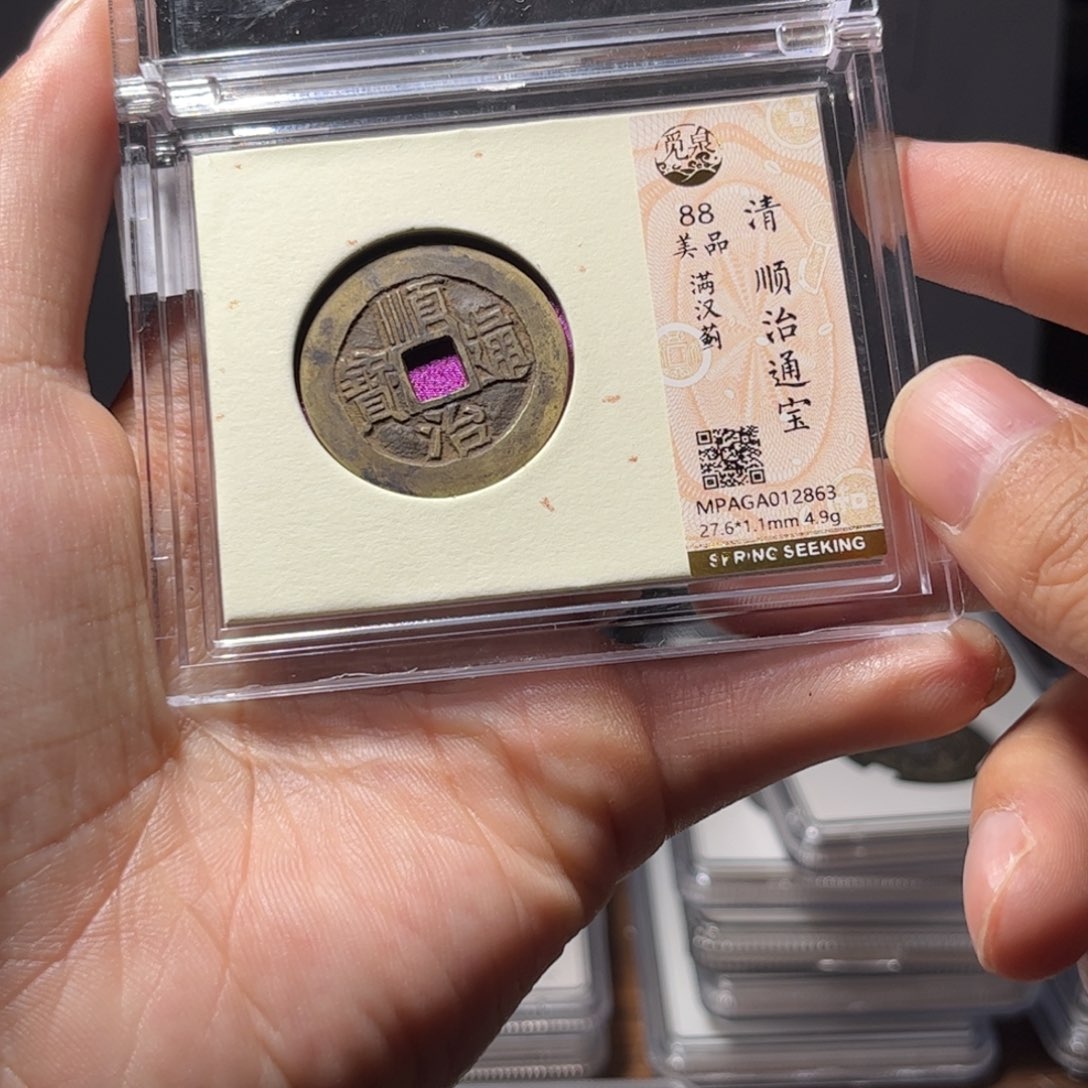 觅泉
清 顺治通宝
88
美品
满汉蓟
MPAGA012863
27.6*1.1mm 4.9g
SPRING SEEKING
順治通寶